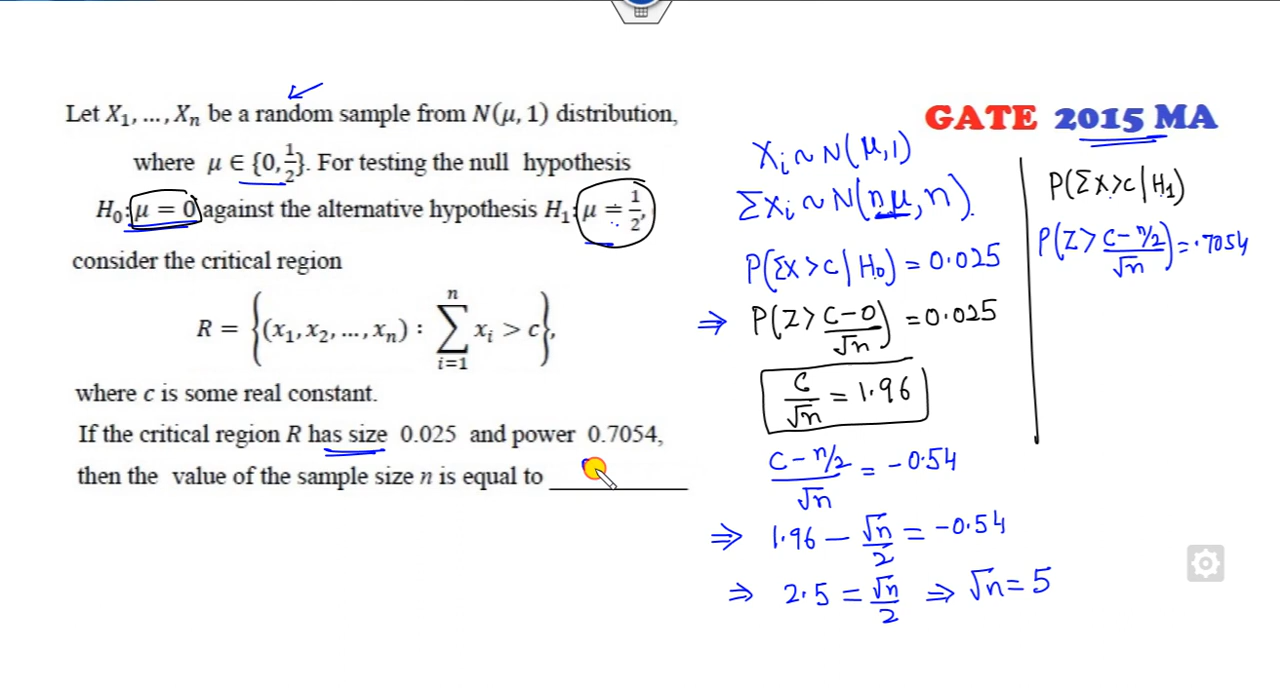 Let X₁, ..., Xₙ be a random sample from N(μ, 1) distribution,
where μ ∈ {0, 1/2}. For testing the null hypothesis
H₀: μ = 0 against the alternative hypothesis H₁: μ = 1/2,
consider the critical region
R = {(x₁, x₂, ..., xₙ) : ∑ᵢ₌₁ⁿ xᵢ > c},
where c is some real constant.
If the critical region R has size 0.025 and power 0.7054,
then the value of the sample size n is equal to ________
GATE 2015 MA
Xᵢ ~ N(μ,1)
Σxᵢ ~ N(nμ, n).
P(Σx>c|H₀) = 0.025
⇒ P(Z > (c-0)/√n) = 0.025
c/√n = 1.96
(c - n/2)/√n = -0.54
⇒ 1.96 - √n/2 = -0.54
⇒ 2.5 = √n/2 ⇒ √n = 5
P(Σx>c|H₁)
P(Z > (c - n/2)/√n) = .7054